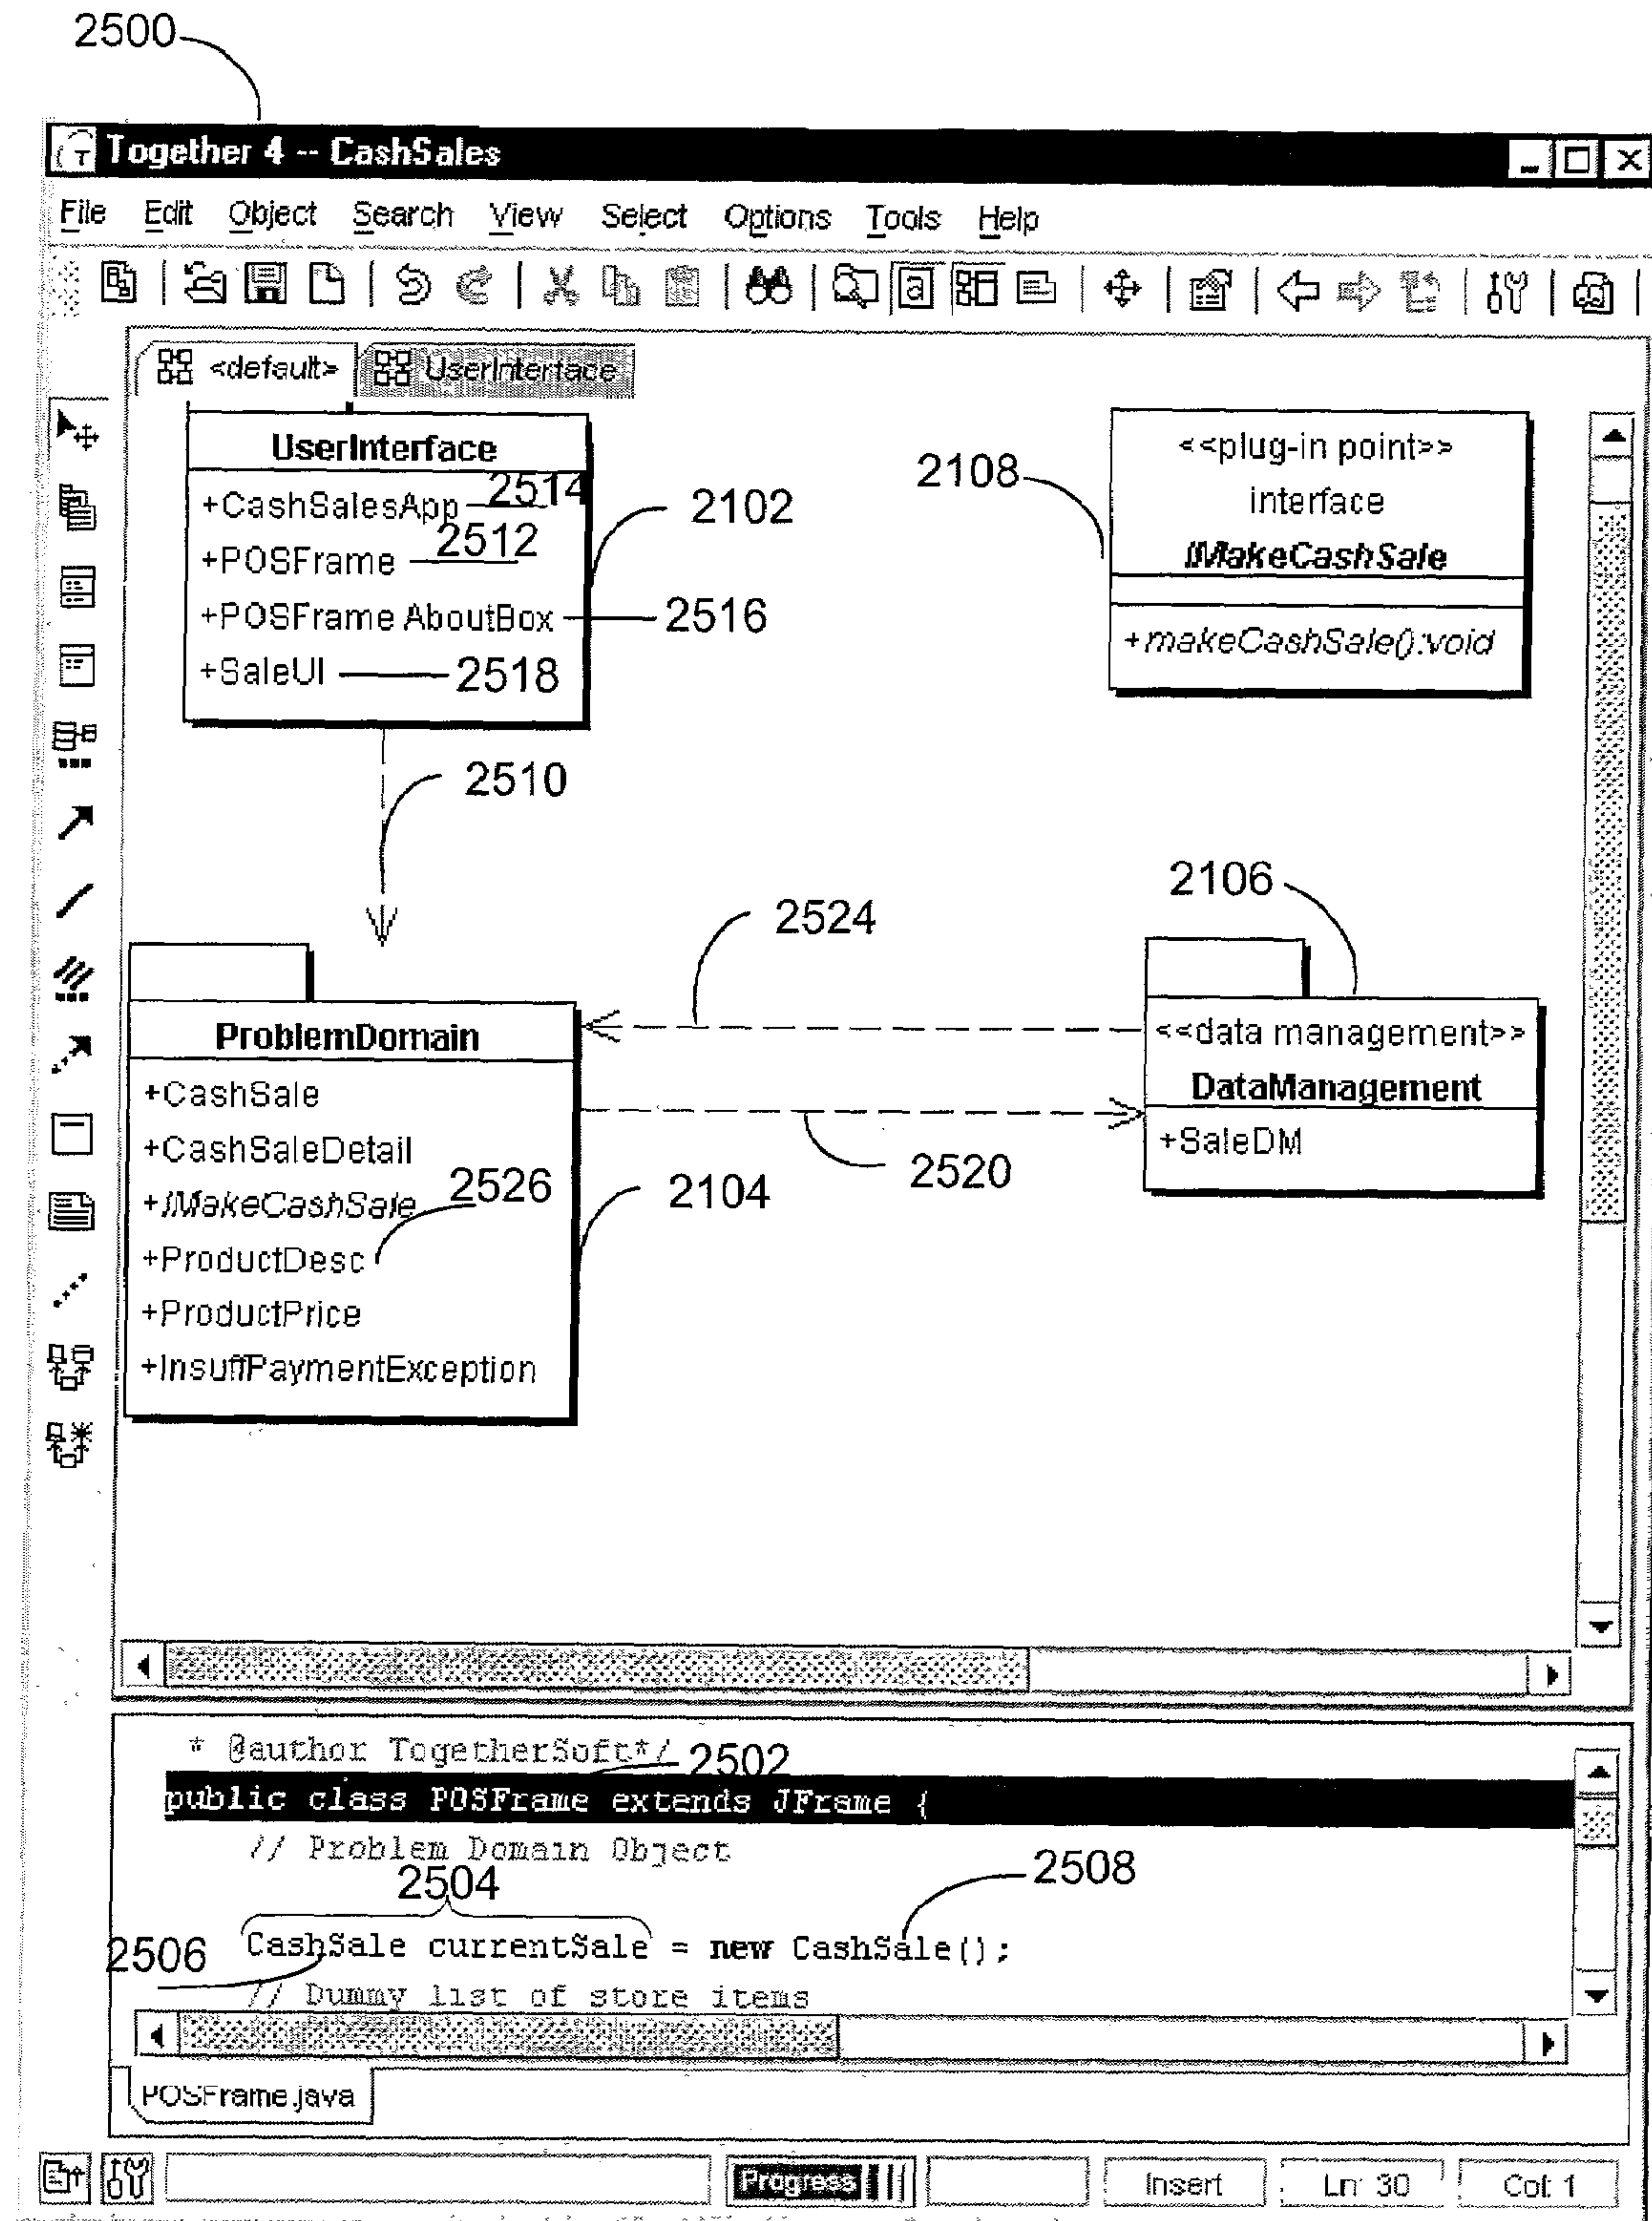 2500
Together 4 -- CashSales
File Edit Object Search View Select Options Tools Help
<default> UserInterface
UserInterface
+CashSalesApp 2514
+POSFrame 2512
+POSFrame AboutBox 2516
+SaleUI 2518
2102
2108
<<plug-in point>>
interface
IMakeCashSale
+makeCashSale():void
2510
2524
2106
ProblemDomain
+CashSale
+CashSaleDetail
+IMakeCashSale 2526
+ProductDesc
+ProductPrice
+InsuffPaymentException
2104
<<data management>>
DataManagement
+SaleDM
2520
* @author TogetherSoft*/ 2502
public class POSFrame extends JFrame {
// Problem Domain Object
2504
2508
2506 CashSale currentSale = new CashSale();
// Dummy list of store items
POSFrame.java
Progress Insert Ln: 30 Col: 1